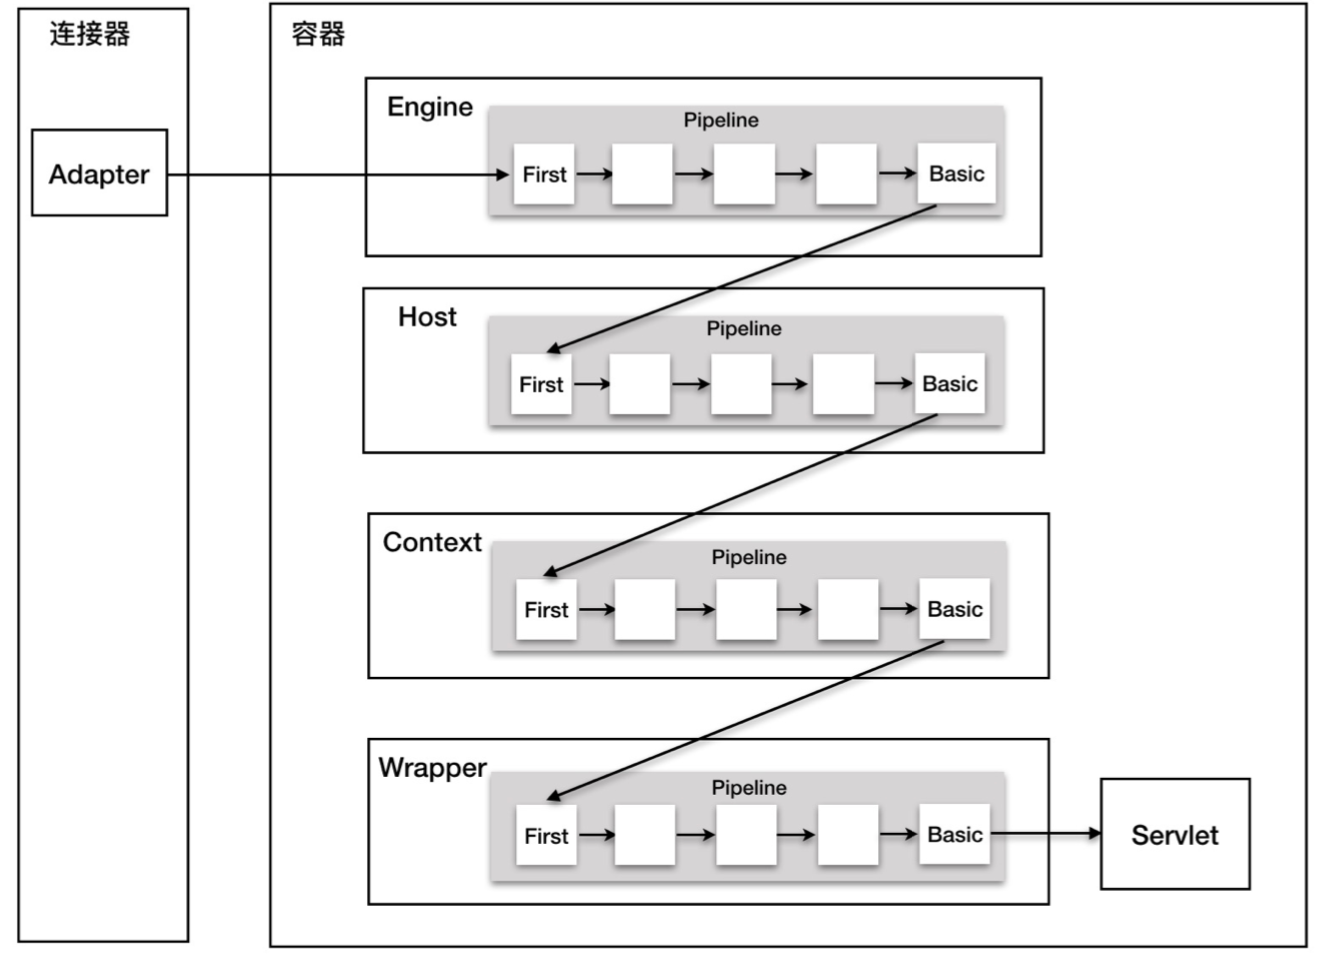 连接器
容器
Adapter
Engine
Pipeline
First
Basic
Host
Pipeline
First
Basic
Context
Pipeline
First
Basic
Wrapper
Pipeline
First
Basic
Servlet